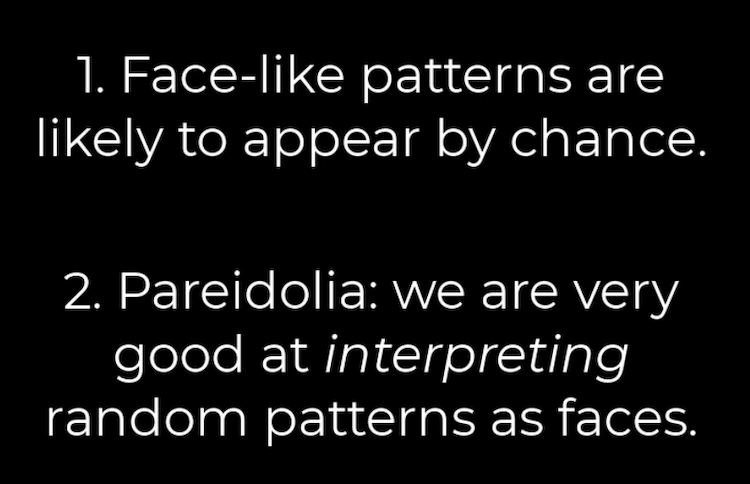 1. Face-like patterns are
likely to appear by chance.
2. Pareidolia: we are very
good at interpreting
random patterns as faces.